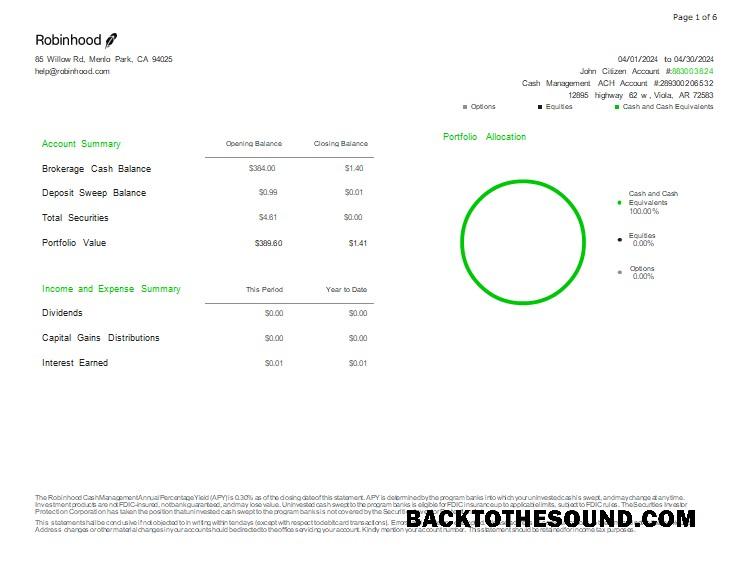 Page 1 of 6
Robinhood
85 Willow Rd, Menlo Park, CA 94025
help@robinhood.com
04/01/2024 to 04/30/2024
John Citizen Account #:883003824
Cash Management ACH Account #:289300206532
12895 highway 62 w , Viola, AR 72583
Options Equities Cash and Cash Equivalents
Account Summary Opening Balance Closing Balance
Brokerage Cash Balance $384.00 $1.40
Deposit Sweep Balance $0.99 $0.01
Total Securities $4.61 $0.00
Portfolio Value $389.60 $1.41
Portfolio Allocation
Cash and Cash
Equivalents
100.00%
Equities
0.00%
Options
0.00%
Income and Expense Summary This Period Year to Date
Dividends $0.00 $0.00
Capital Gains Distributions $0.00 $0.00
Interest Earned $0.01 $0.01
The Robinhood Cash Management Annual Percentage Yield (APY) is 0.30% as of the closing date of this statement. APY is determined by the program banks into which your uninvested cash is swept, and may change at any time.
Investment products are not FDIC-insured, not bank guaranteed, and may lose value. Uninvested cash swept to the program banks is eligible for FDIC insurance up to applicable limits, subject to FDIC rules. The Securities Investor
Protection Corporation has taken the position that uninvested cash swept to the program banks is not covered by the
This statement shall be conclusive if not objected to in writing within ten days (except with respect to debit card transactions).
Address changes or other material changes on your account should be directed to the office servicing your account. Kindly mention your account number. This statement should be retained for income tax purposes.
BACKTOTHESOUND.COM